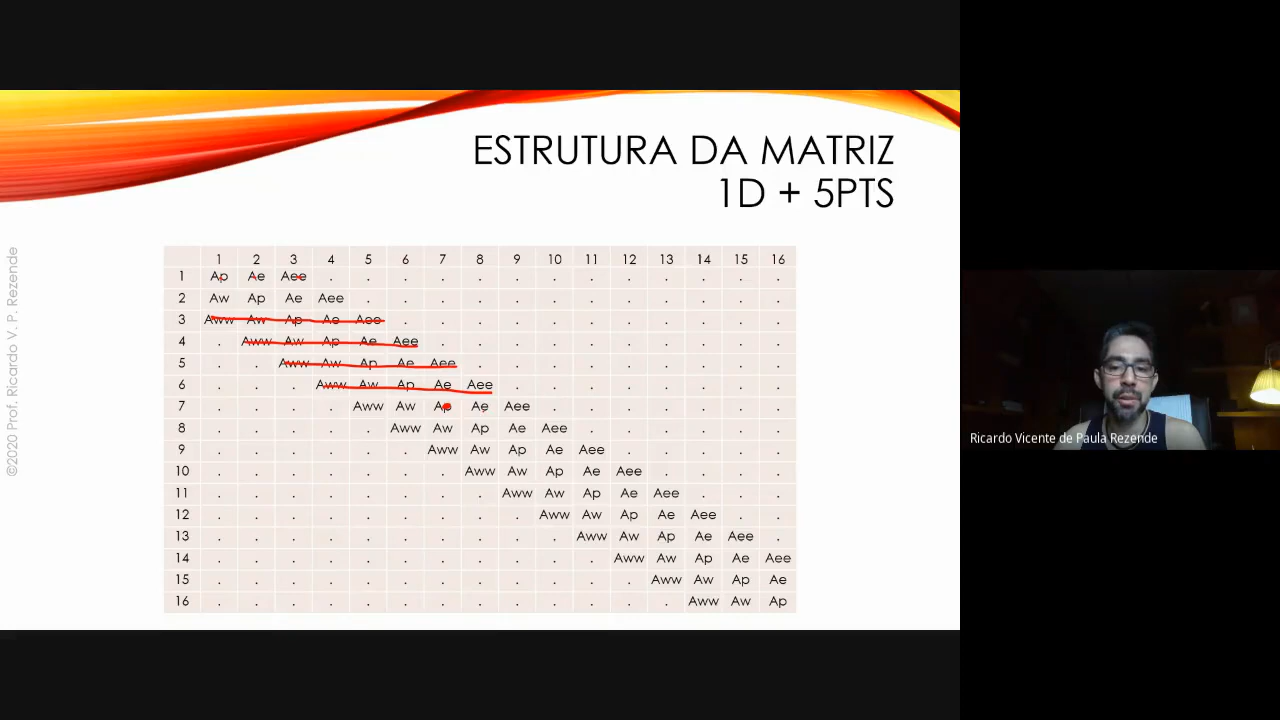 ESTRUTURA DA MATRIZ
1D + 5PTS
1 2 3 4 5 6 7 8 9 10 11 12 13 14 15 16
1 Ap Ae Aee . . . . . . . . . . . . .
2 Aw Ap Ae Aee . . . . . . . . . . . .
3 Aww Aw Ap Ae Aee . . . . . . . . . . .
4 . Aww Aw Ap Ae Aee . . . . . . . . . .
5 . . Aww Aw Ap Ae Aee . . . . . . . . .
6 . . . Aww Aw Ap Ae Aee . . . . . . . .
7 . . . . Aww Aw Ap Ae Aee . . . . . . .
8 . . . . . Aww Aw Ap Ae Aee . . . . . .
9 . . . . . . Aww Aw Ap Ae Aee . . . . .
10 . . . . . . . Aww Aw Ap Ae Aee . . . .
11 . . . . . . . . Aww Aw Ap Ae Aee . . .
12 . . . . . . . . . Aww Aw Ap Ae Aee . .
13 . . . . . . . . . . Aww Aw Ap Ae Aee .
14 . . . . . . . . . . . Aww Aw Ap Ae Aee
15 . . . . . . . . . . . . Aww Aw Ap Ae
16 . . . . . . . . . . . . . Aww Aw Ap
©2020 Prof. Ricardo V. P. Rezende
Ricardo Vicente de Paula Rezende